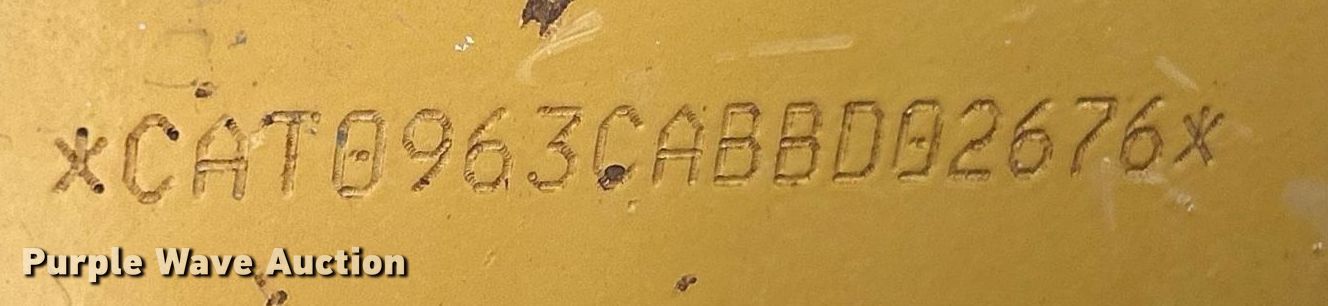 *CAT0963CABBD02676*
Purple Wave Auction